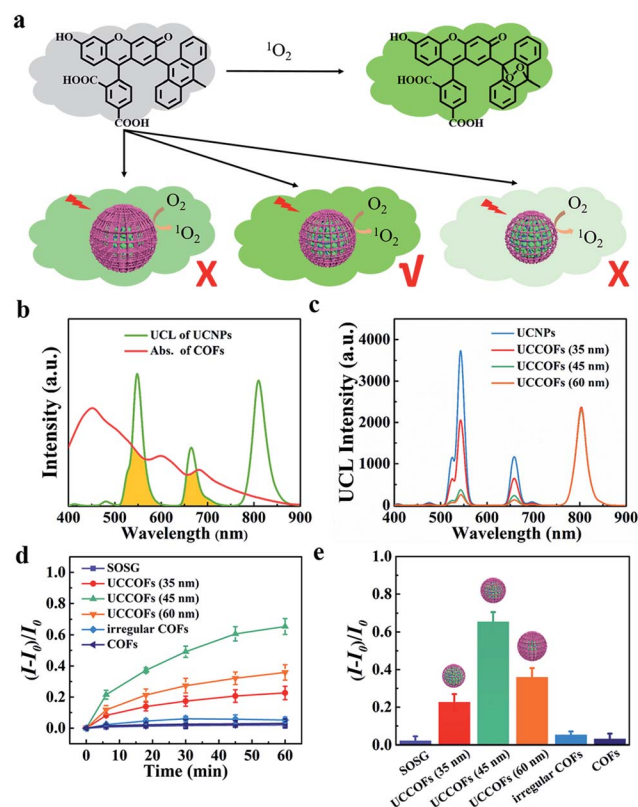 a
HO O O
HOOC
COOH
¹O₂
HO O O
HOOC
O
O
COOH
O₂
¹O₂
X
O₂
¹O₂
√
O₂
¹O₂
X
b
UCL of UCNPs
Abs. of COFs
Intensity (a.u.)
400 500 600 700 800 900
Wavelength (nm)
c
UCNPs
UCCOFs (35 nm)
UCCOFs (45 nm)
UCCOFs (60 nm)
UCL Intensity (a.u.)
4000
3000
2000
1000
0
400 500 600 700 800 900
Wavelength (nm)
d
SOSG
UCCOFs (35 nm)
UCCOFs (45 nm)
UCCOFs (60 nm)
irregular COFs
COFs
(I-I₀)/I₀
1.0
0.8
0.6
0.4
0.2
0.0
0 10 20 30 40 50 60
Time (min)
e
(I-I₀)/I₀
1.0
0.8
0.6
0.4
0.2
0.0
SOSG
UCCOFs (35 nm)
UCCOFs (45 nm)
UCCOFs (60 nm)
irregular COFs
COFs